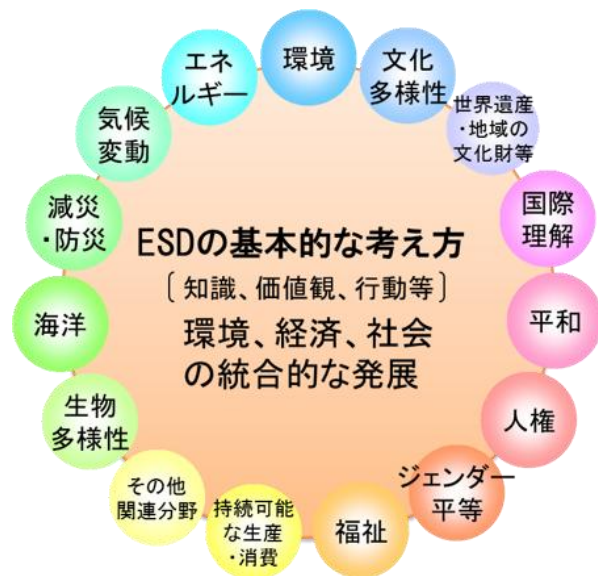 環境
文化
多様性
世界遺産
・地域の
文化財等
国際
理解
平和
人権
ジェンダー
平等
福祉
持続可能
な生産
・消費
その他
関連分野
生物
多様性
海洋
減災
・防災
気候
変動
エネ
ルギー
ESDの基本的な考え方
〔知識、価値観、行動等〕
環境、経済、社会
の統合的な発展